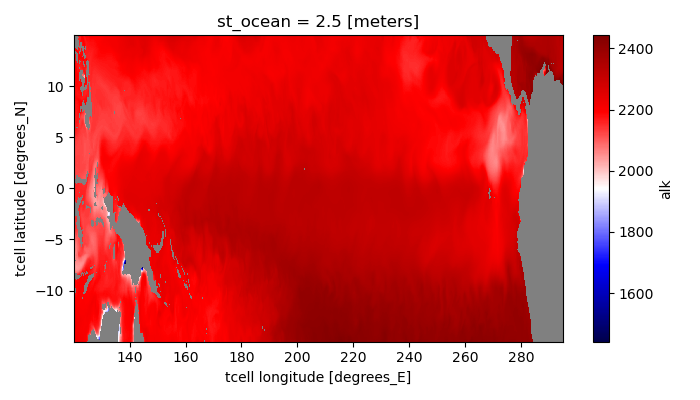 st_ocean = 2.5 [meters]
10
5
0
−5
−10
tcell latitude [degrees_N]
140 160 180 200 220 240 260 280
tcell longitude [degrees_E]
2400
2200
2000
1800
1600
alk